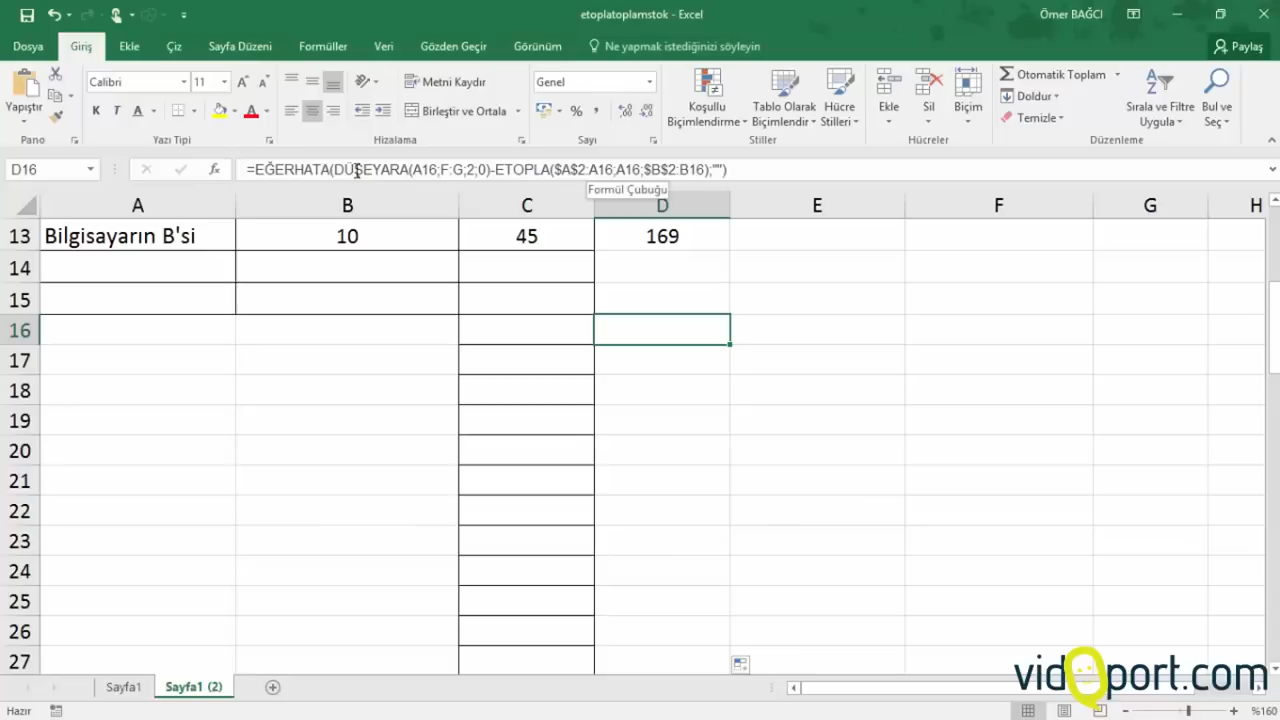 etoplatoplamstok - Excel
Ömer BAĞCI
Dosya Giriş Ekle Çiz Sayfa Düzeni Formüller Veri Gözden Geçir Görünüm Ne yapmak istediğinizi söyleyin Paylaş
Yapıştır
Pano
Calibri 11
K T A A A
Yazı Tipi
Metni Kaydır
Birleştir ve Ortala
Hizalama
Genel
%
Sayı
Koşullu Biçimlendirme
Tablo Olarak Biçimlendir
Hücre Stilleri
Stiller
Ekle
Sil
Biçim
Hücreler
Otomatik Toplam
Doldur
Temizle
Sırala ve Filtre Uygula
Bul ve Seç
Düzenleme
D16 fx =EĞERHATA(DÜŞEYARA(A16;F:G;2;0)-ETOPLA($A$2:A16;A16;$B$2:B16);"")
Formül Çubuğu
A B C D E F G H
13 Bilgisayarın B'si 10 45 169
14
15
16
17
18
19
20
21
22
23
24
25
26
27
Sayfa1 Sayfa1 (2)
Hazır
%160
vidoport.com